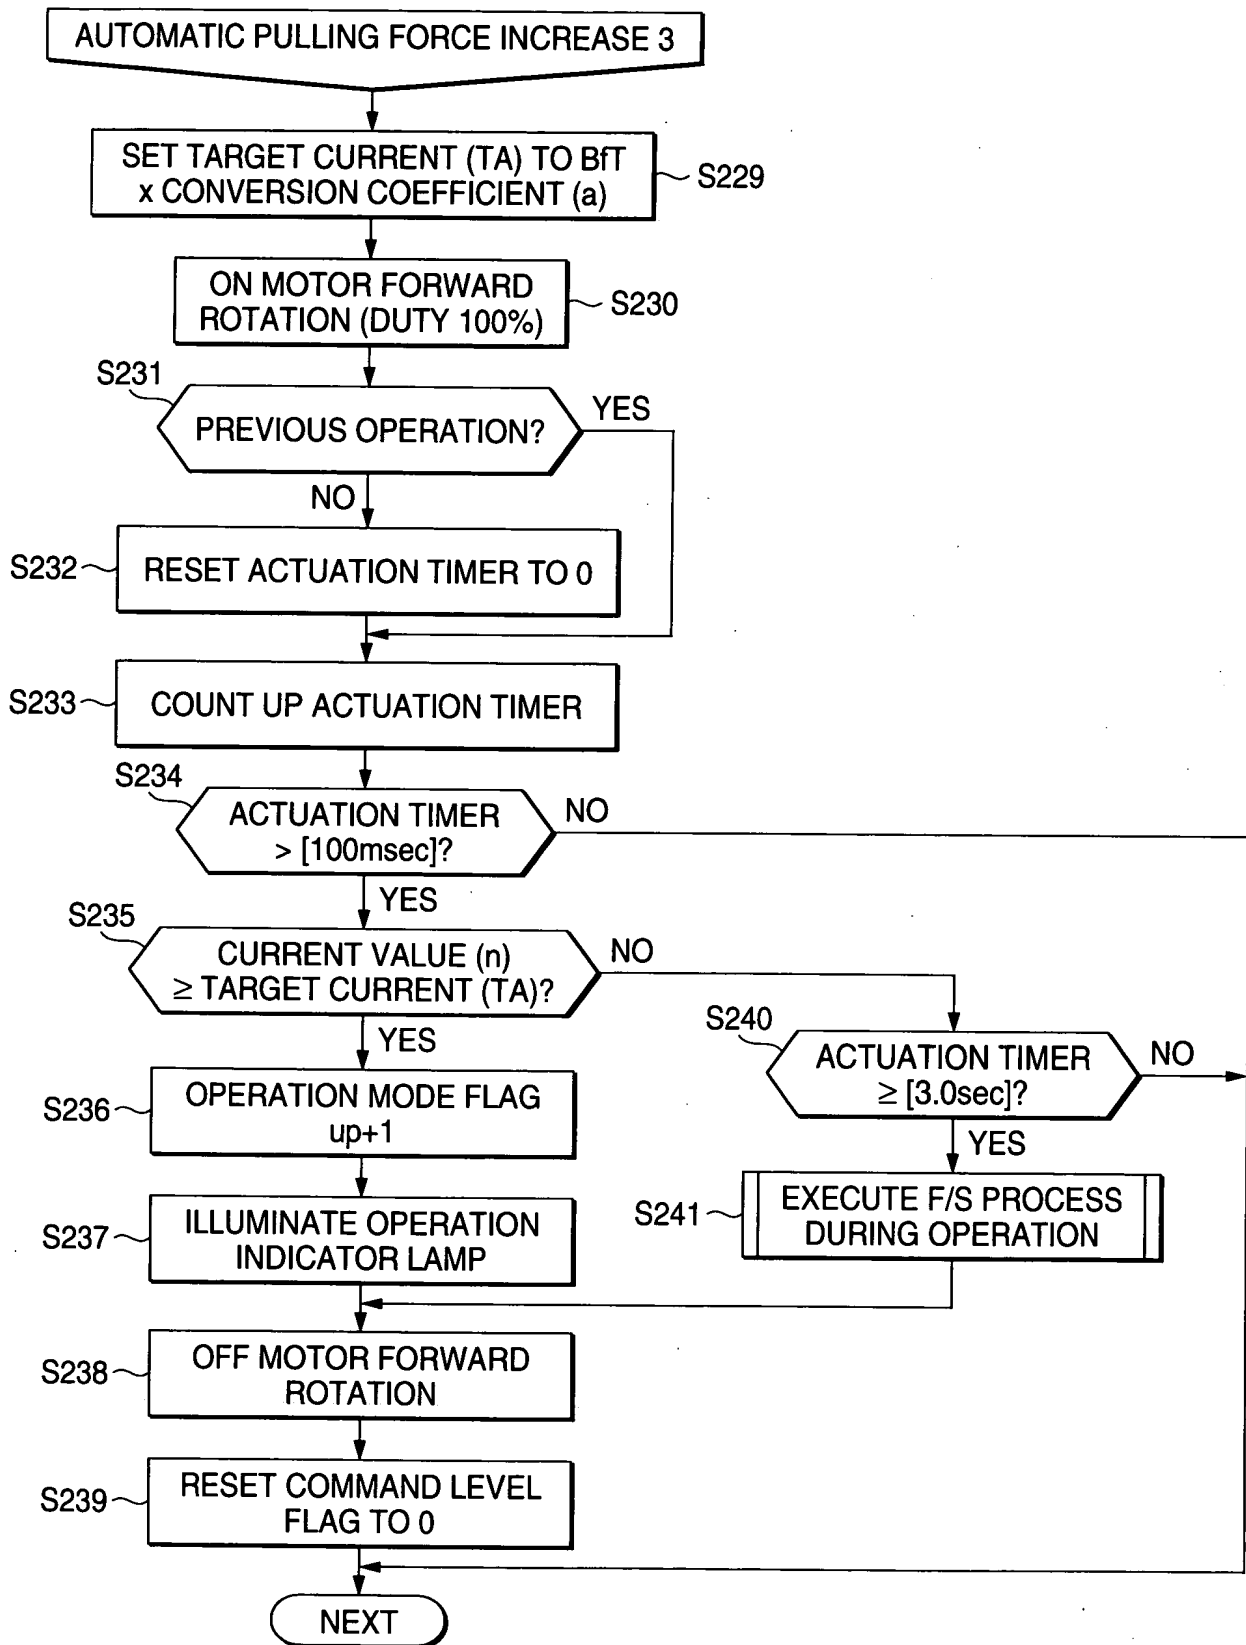 AUTOMATIC PULLING FORCE INCREASE 3
SET TARGET CURRENT (TA) TO BfT
x CONVERSION COEFFICIENT (a)
S229
ON MOTOR FORWARD
ROTATION (DUTY 100%)
S230
S231
PREVIOUS OPERATION?
YES
NO
S232
RESET ACTUATION TIMER TO 0
S233
COUNT UP ACTUATION TIMER
S234
ACTUATION TIMER
> [100msec]?
NO
YES
S235
CURRENT VALUE (n)
≥ TARGET CURRENT (TA)?
NO
YES
S240
ACTUATION TIMER
≥ [3.0sec]?
NO
YES
S236
OPERATION MODE FLAG
up+1
S241
EXECUTE F/S PROCESS
DURING OPERATION
S237
ILLUMINATE OPERATION
INDICATOR LAMP
S238
OFF MOTOR FORWARD
ROTATION
S239
RESET COMMAND LEVEL
FLAG TO 0
NEXT